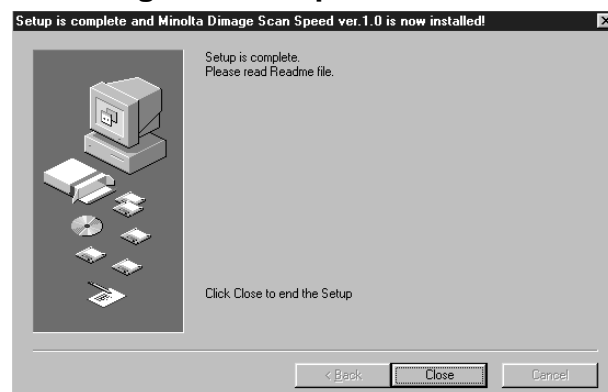 Setup is complete and Minolta Dimage Scan Speed ver.1.0 is now installed!
Setup is complete.
Please read Readme file.
Click Close to end the Setup
< Back
Close
Cancel